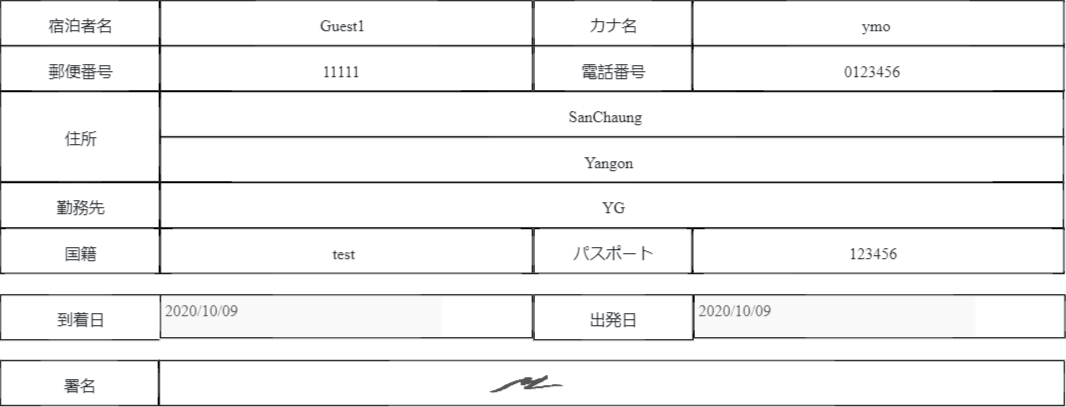 宿泊者名 Guest1 カナ名 ymo
郵便番号 11111 電話番号 0123456
住所 SanChaung
Yangon
勤務先 YG
国籍 test パスポート 123456
到着日 2020/10/09 出発日 2020/10/09
署名